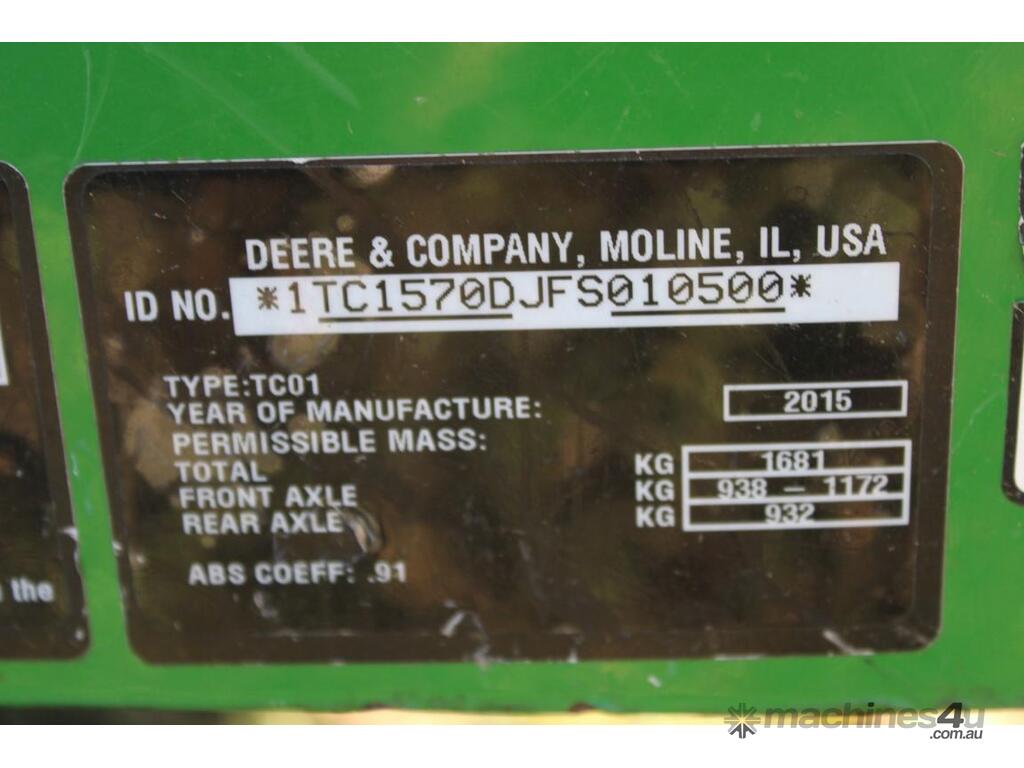 DEERE & COMPANY, MOLINE, IL, USA
ID NO. *1TC1570DJFS010500*
TYPE:TC01
YEAR OF MANUFACTURE: 2015
PERMISSIBLE MASS:
TOTAL KG 1681
FRONT AXLE KG 938 – 1172
REAR AXLE KG 932
ABS COEFF: .91
the
machines4u
.com.au